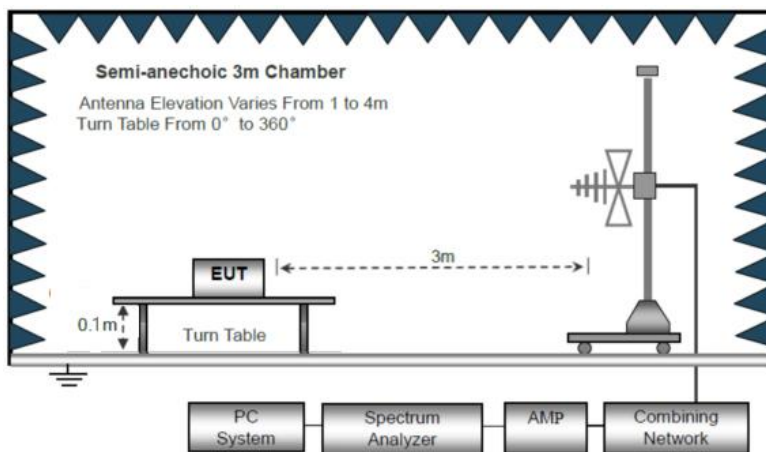 Semi-anechoic 3m Chamber
Antenna Elevation Varies From 1 to 4m
Turn Table From 0° to 360°
3m
EUT
0.1m
Turn Table
PC
System
Spectrum
Analyzer
AMP
Combining
Network